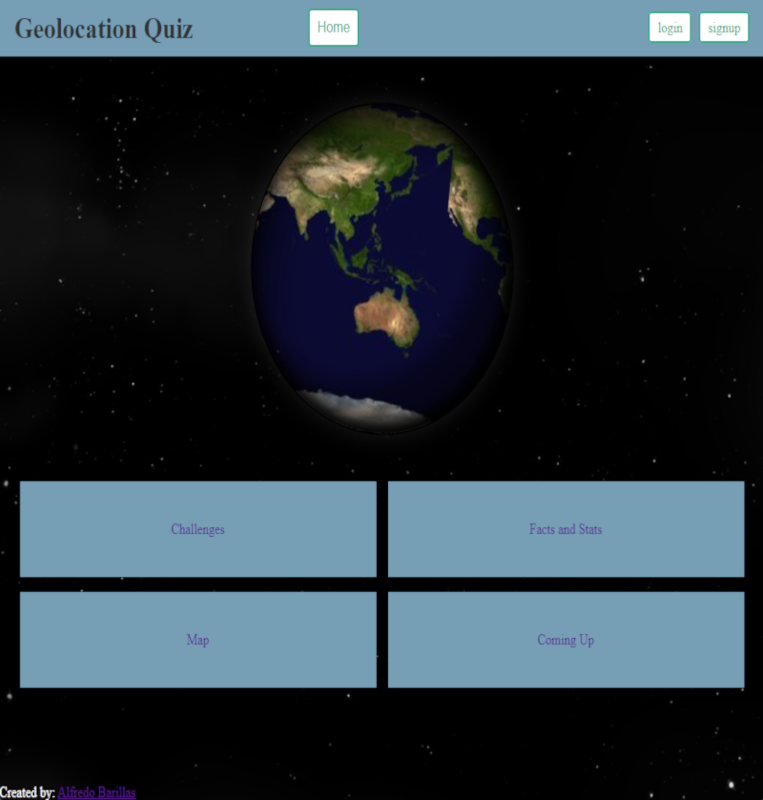 Geolocation Quiz
Home
login
signup
Challenges
Facts and Stats
Map
Coming Up
Created by: Alfredo Barillas